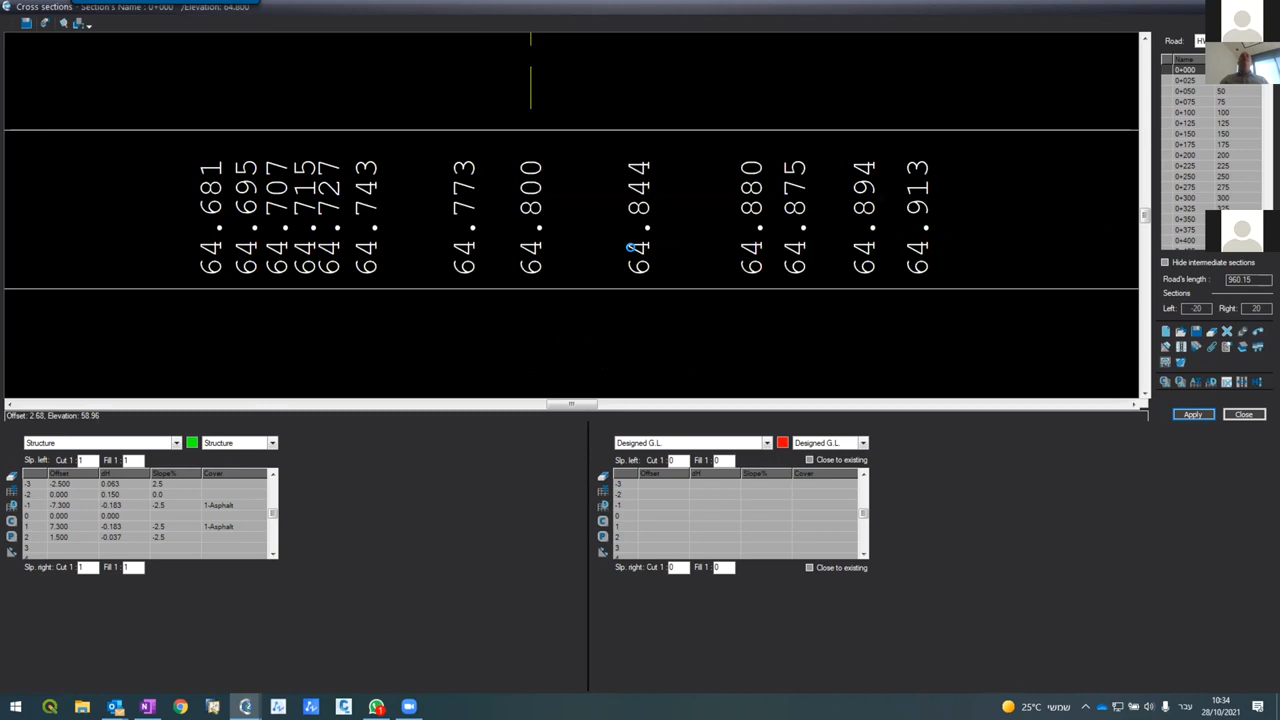 Cross sections - Section's Name : 0+000 /Elevation: 64.800
64.681
64.695
64.707
64.715
64.727
64.743
64.773
64.800
64.844
64.880
64.875
64.894
64.913
Offset: 2.68, Elevation: 58.96
Road:
Name
0+000
0+025
0+050 50
0+075 75
0+100 100
0+125 125
0+150 150
0+175 175
0+200 200
0+225 225
0+250 250
0+275 275
0+300 300
0+325 325
0+350
0+375
0+400
Hide intermediate sections
Road's length : 960.15
Sections
Left: -20 Right: 20
Apply Close
Structure Structure
Slp. left: Cut 1 : 1 Fill 1 : 1
Offset dH Slope% Cover
-3 -2.500 0.063 2.5
-2 0.000 0.150 0.0
-1 -7.300 -0.183 -2.5 1-Asphalt
0 0.000 0.000
1 7.300 -0.183 -2.5 1-Asphalt
2 1.500 -0.037 -2.5
3
Slp. right: Cut 1 : 1 Fill 1 : 1
Designed G.L. Designed G.L.
Slp. left: Cut 1 : 0 Fill 1 : 0 Close to existing
Offset dH Slope% Cover
-3
-2
-1
0
1
2
3
Slp. right: Cut 1 : 0 Fill 1 : 0 Close to existing
25°C שמשי
עבר
10:34
28/10/2021